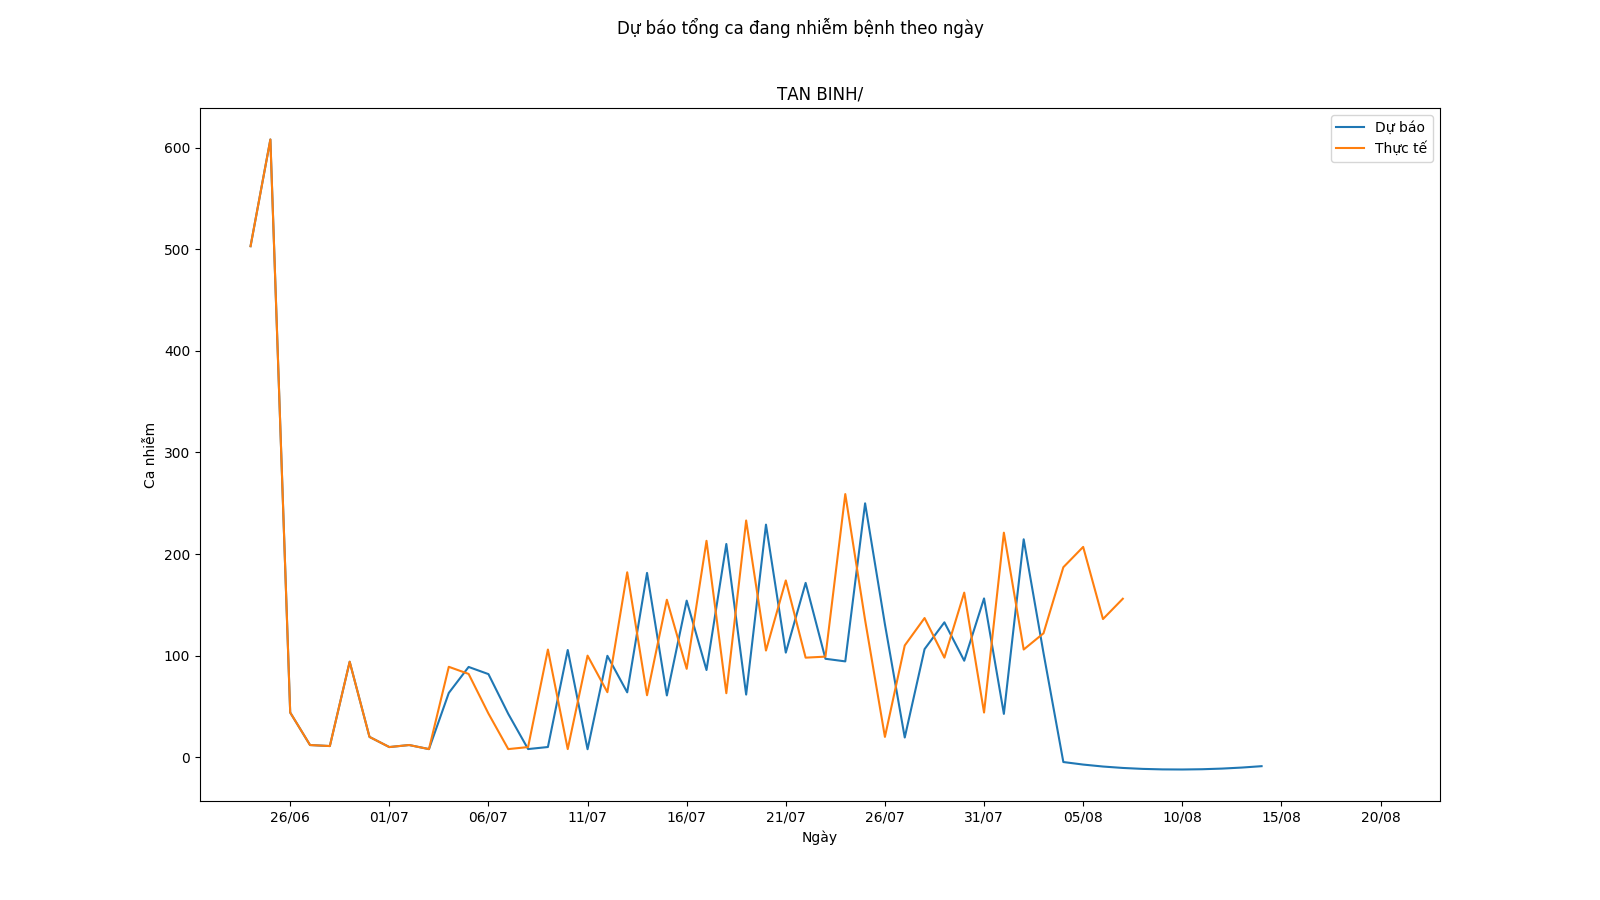 Dự báo tổng ca đang nhiễm bệnh theo ngày
TAN BINH/
Dự báo
Thực tế
600
500
400
300
200
100
0
Ca nhiễm
26/06 01/07 06/07 11/07 16/07 21/07 26/07 31/07 05/08 10/08 15/08 20/08
Ngày